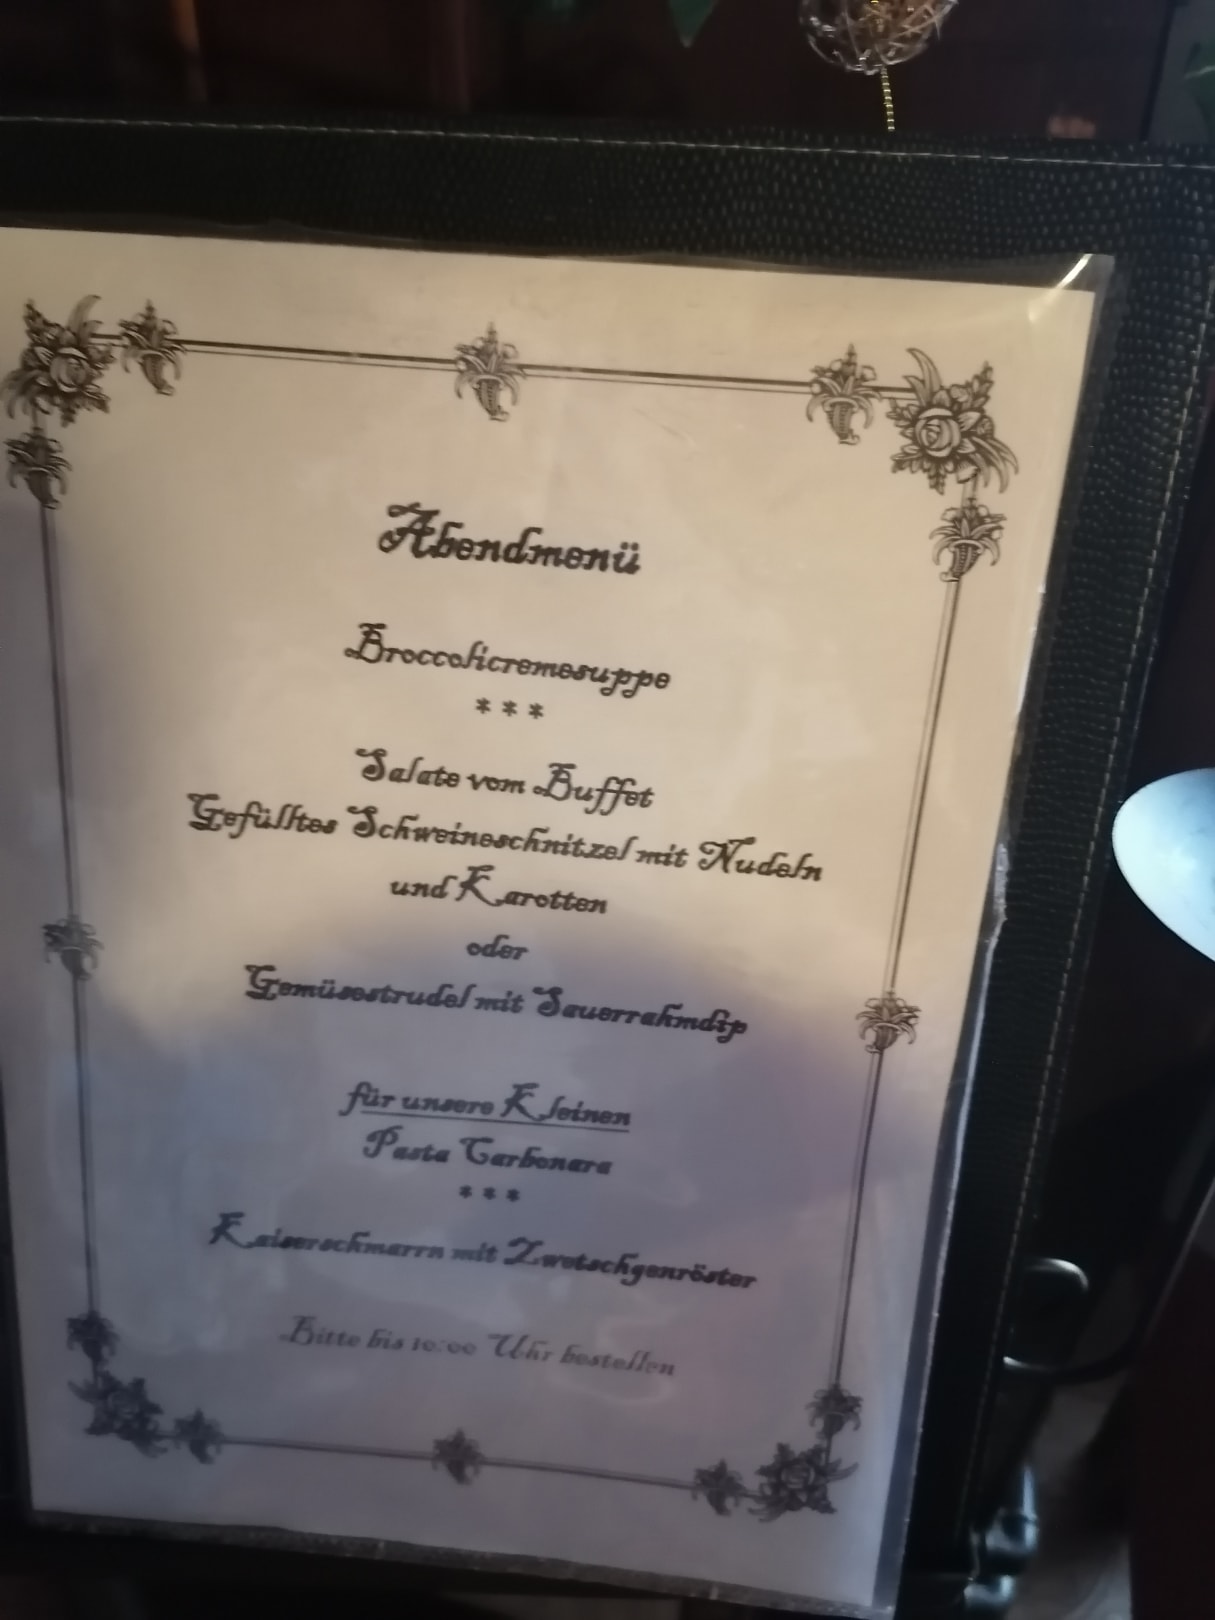 Abendmenü
Broccolicremesuppe
***
Salate vom Buffet
Gefülltes Schweineschnitzel mit Nudeln
und Karotten
oder
Gemüsestrudel mit Sauerrahmdip
für unsere Kleinen
Pasta Carbonara
***
Kaiserschmarrn mit Zwetschgenröster
Bitte bis 10:00 Uhr bestellen